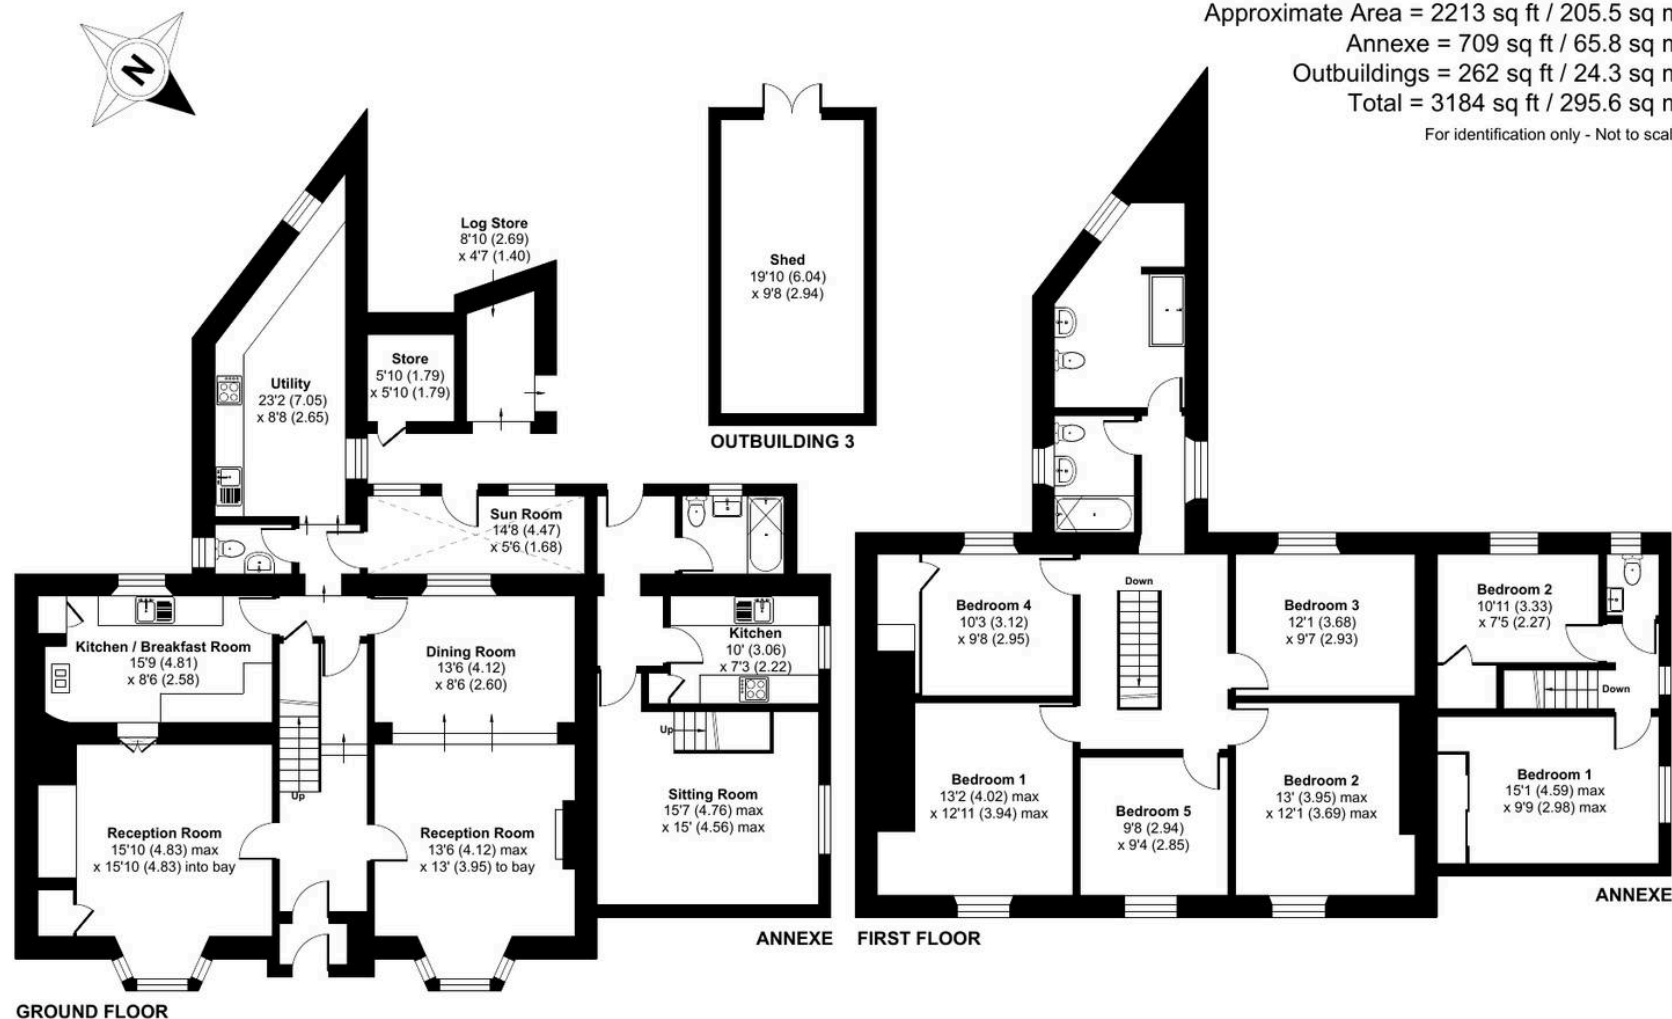 Approximate Area = 2213 sq ft / 205.5 sq m
Annexe = 709 sq ft / 65.8 sq m
Outbuildings = 262 sq ft / 24.3 sq m
Total = 3184 sq ft / 295.6 sq m
For identification only - Not to scal
N
Log Store
8'10 (2.69)
x 4'7 (1.40)
Shed
19'10 (6.04)
x 9'8 (2.94)
OUTBUILDING 3
Store
5'10 (1.79)
x 5'10 (1.79)
Utility
23'2 (7.05)
x 8'8 (2.65)
Sun Room
14'8 (4.47)
x 5'6 (1.68)
Kitchen / Breakfast Room
15'9 (4.81)
x 8'6 (2.58)
Dining Room
13'6 (4.12)
x 8'6 (2.60)
Kitchen
10' (3.06)
x 7'3 (2.22)
Up
Up
Reception Room
15'10 (4.83) max
x 15'10 (4.83) into bay
Reception Room
13'6 (4.12) max
x 13' (3.95) to bay
Sitting Room
15'7 (4.76) max
x 15' (4.56) max
ANNEXE
GROUND FLOOR
Down
Bedroom 4
10'3 (3.12)
x 9'8 (2.95)
Bedroom 3
12'1 (3.68)
x 9'7 (2.93)
Bedroom 2
10'11 (3.33)
x 7'5 (2.27)
Down
Bedroom 1
13'2 (4.02) max
x 12'11 (3.94) max
Bedroom 5
9'8 (2.94)
x 9'4 (2.85)
Bedroom 2
13' (3.95) max
x 12'1 (3.69) max
Bedroom 1
15'1 (4.59) max
x 9'9 (2.98) max
ANNEXE
FIRST FLOOR